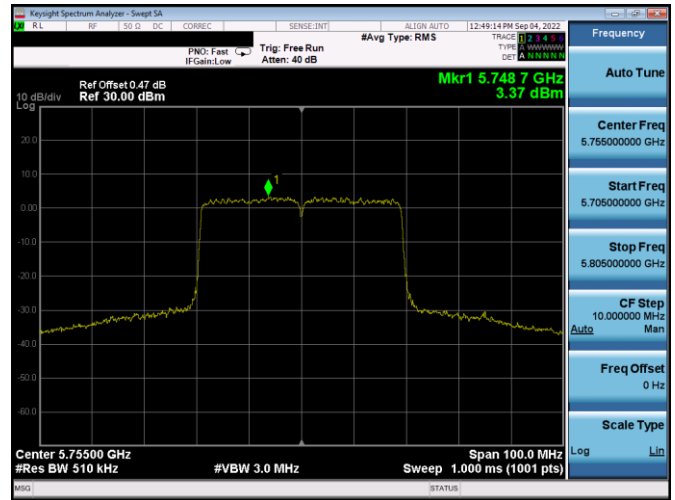 Keysight Spectrum Analyzer - Swept SA
RL RF 50 Ω DC CORREC SENSE:INT ALIGN AUTO 12:49:14 PM Sep 04, 2022
#Avg Type: RMS TRACE 1 2 3 4 5 6
PNO: Fast Trig: Free Run TYPE A WWWWW
IFGain:Low Atten: 40 dB DET A N N N N N
Mkr1 5.748 7 GHz
Ref Offset 0.47 dB
10 dB/div Ref 30.00 dBm 3.37 dBm
Log
1
20.0
10.0
0.00
-10.0
-20.0
-30.0
-40.0
-50.0
-60.0
Center 5.75500 GHz Span 100.0 MHz
#Res BW 510 kHz #VBW 3.0 MHz Sweep 1.000 ms (1001 pts)
MSG STATUS
Frequency
Auto Tune
Center Freq
5.755000000 GHz
Start Freq
5.705000000 GHz
Stop Freq
5.805000000 GHz
CF Step
10.000000 MHz
Auto Man
Freq Offset
0 Hz
Scale Type
Log Lin